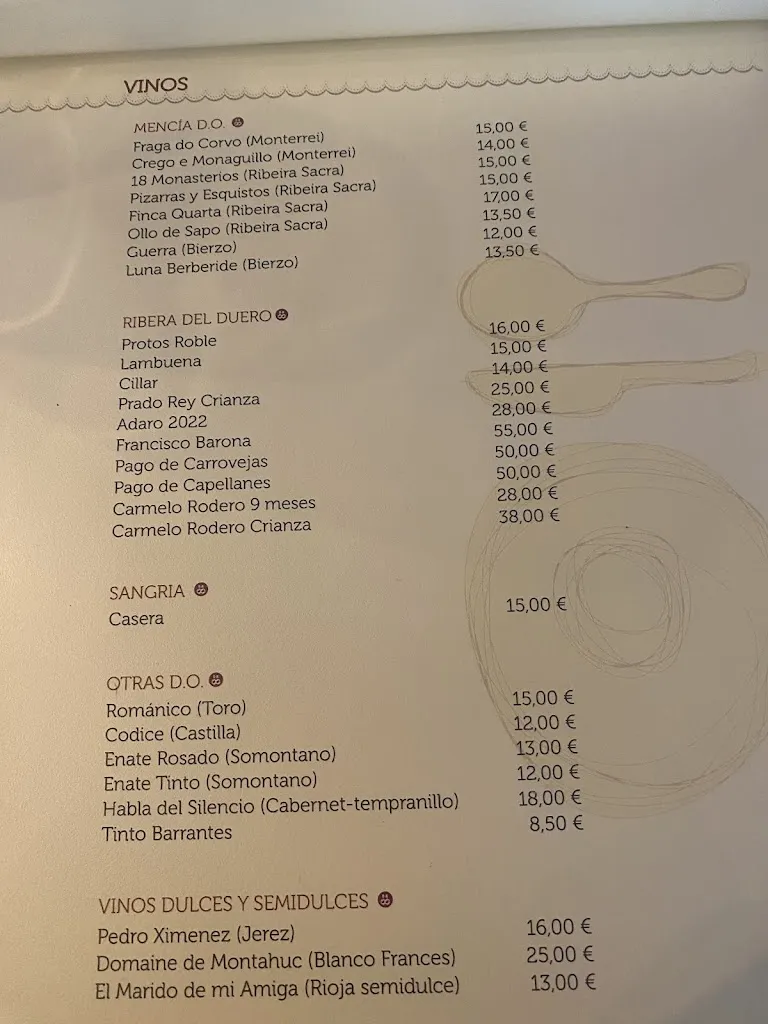 VINOS
MENCÍA D.O.
Fraga do Corvo (Monterrei) 15,00 €
Crego e Monaguillo (Monterrei) 14,00 €
18 Monasterios (Ribeira Sacra) 15,00 €
Pizarras y Esquistos (Ribeira Sacra) 15,00 €
Finca Quarta (Ribeira Sacra) 17,00 €
Ollo de Sapo (Ribeira Sacra) 13,50 €
Guerra (Bierzo) 12,00 €
Luna Berberide (Bierzo) 13,50 €
RIBERA DEL DUERO
Protos Roble 16,00 €
Lambuena 15,00 €
Cillar 14,00 €
Prado Rey Crianza 25,00 €
Adaro 2022 28,00 €
Francisco Barona 55,00 €
Pago de Carrovejas 50,00 €
Pago de Capellanes 50,00 €
Carmelo Rodero 9 meses 28,00 €
Carmelo Rodero Crianza 38,00 €
SANGRIA
Casera 15,00 €
OTRAS D.O.
Románico (Toro) 15,00 €
Codice (Castilla) 12,00 €
Enate Rosado (Somontano) 13,00 €
Enate Tinto (Somontano) 12,00 €
Habla del Silencio (Cabernet-tempranillo) 18,00 €
Tinto Barrantes 8,50 €
VINOS DULCES Y SEMIDULCES
Pedro Ximenez (Jerez) 16,00 €
Domaine de Montahuc (Blanco Frances) 25,00 €
El Marido de mi Amiga (Rioja semidulce) 13,00 €